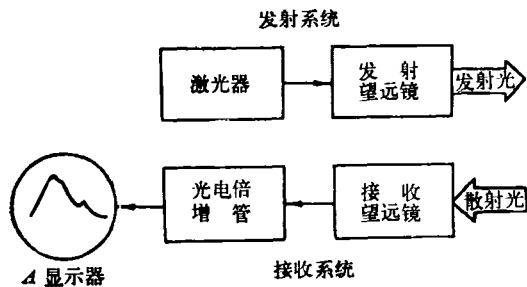 发射系统
激光器
发 射
望远镜
发射光
光电倍
增 管
接 收
望远镜
散射光
A 显示器
接收系统